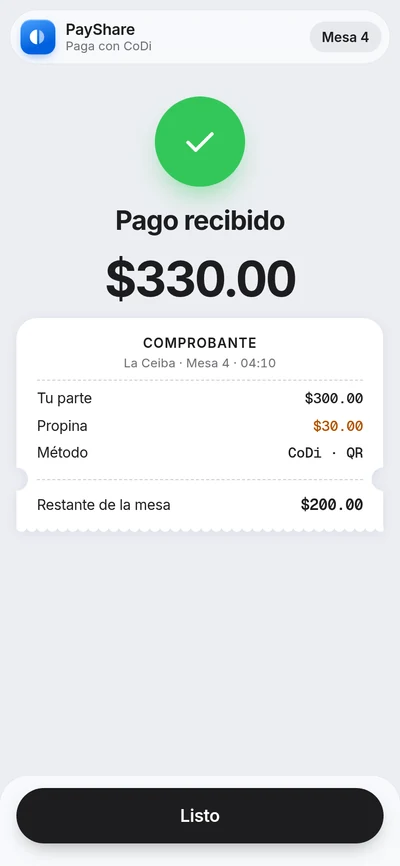 PayShare
Paga con CoDi
Mesa 4
Pago recibido
$330.00
COMPROBANTE
La Ceiba · Mesa 4 · 04:10
Tu parte $300.00
Propina $30.00
Método CoDi · QR
Restante de la mesa $200.00
Listo